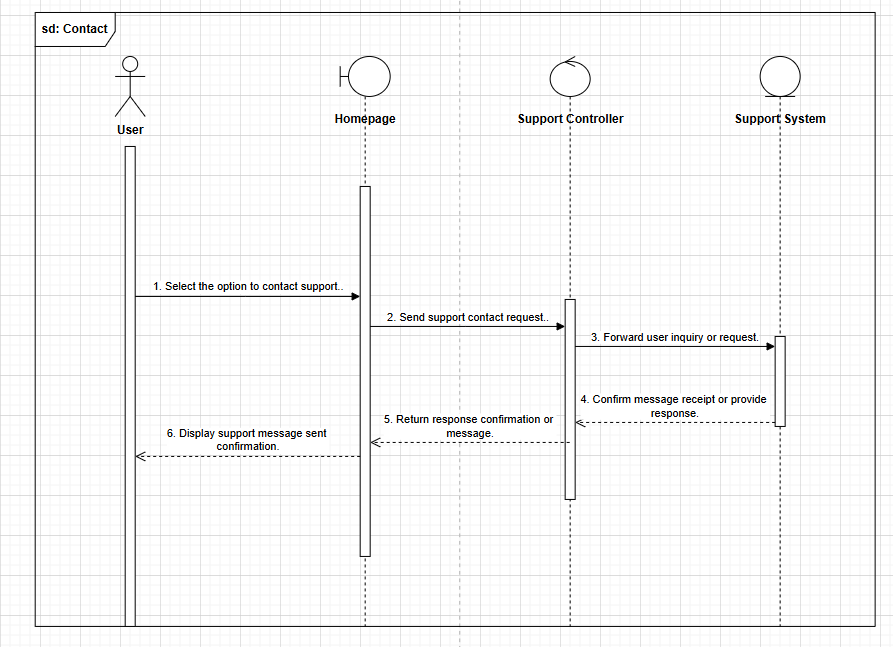 sd: Contact
User
Homepage
Support Controller
Support System
1. Select the option to contact support..
2. Send support contact request..
3. Forward user inquiry or request.
4. Confirm message receipt or provide
response.
5. Return response confirmation or
message.
6. Display support message sent
confirmation.